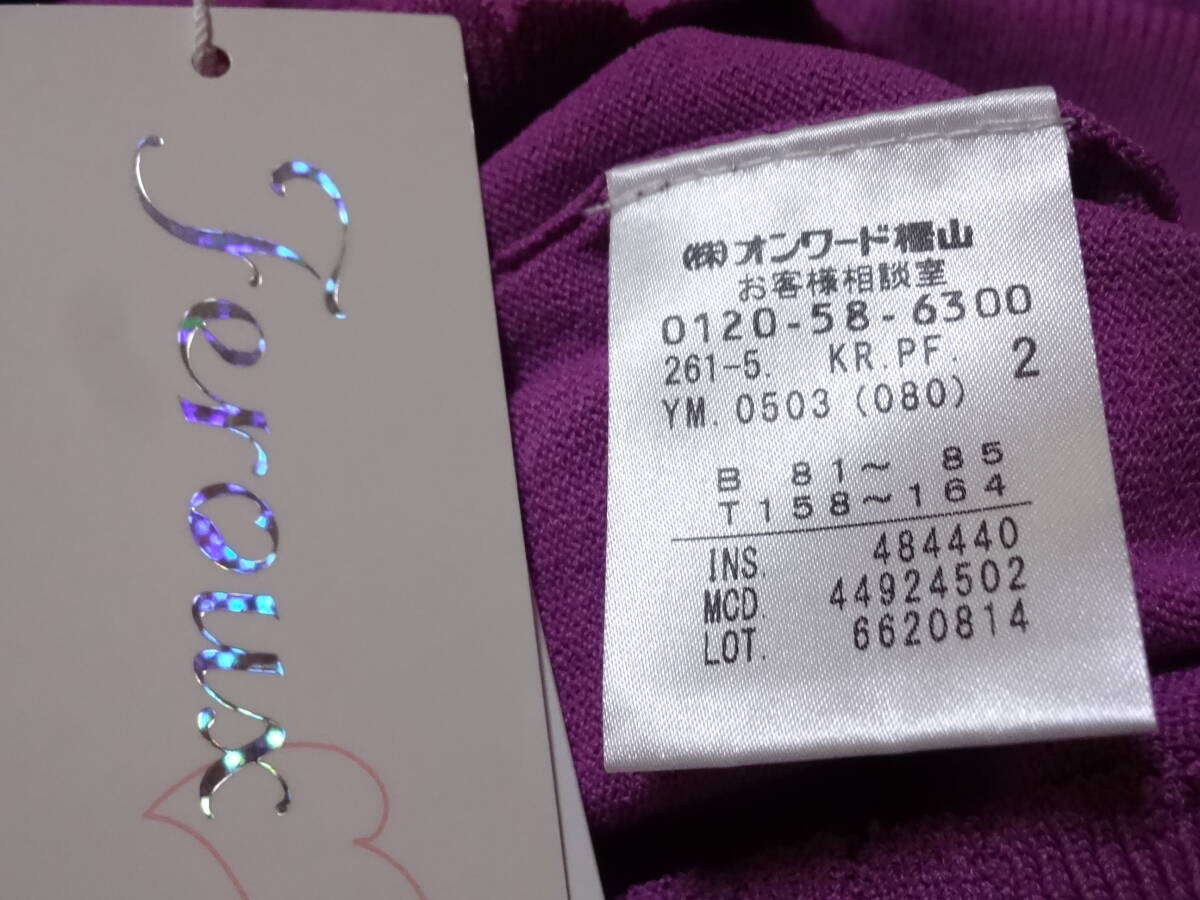 Feroux
㈱オンワード樫山
お客様相談室
0120-58-6300
261-5. KR.PF. 2
YM. 0503 (080)
B 81～ 85
T158～164
INS. 484440
MCD. 44924502
LOT. 6620814